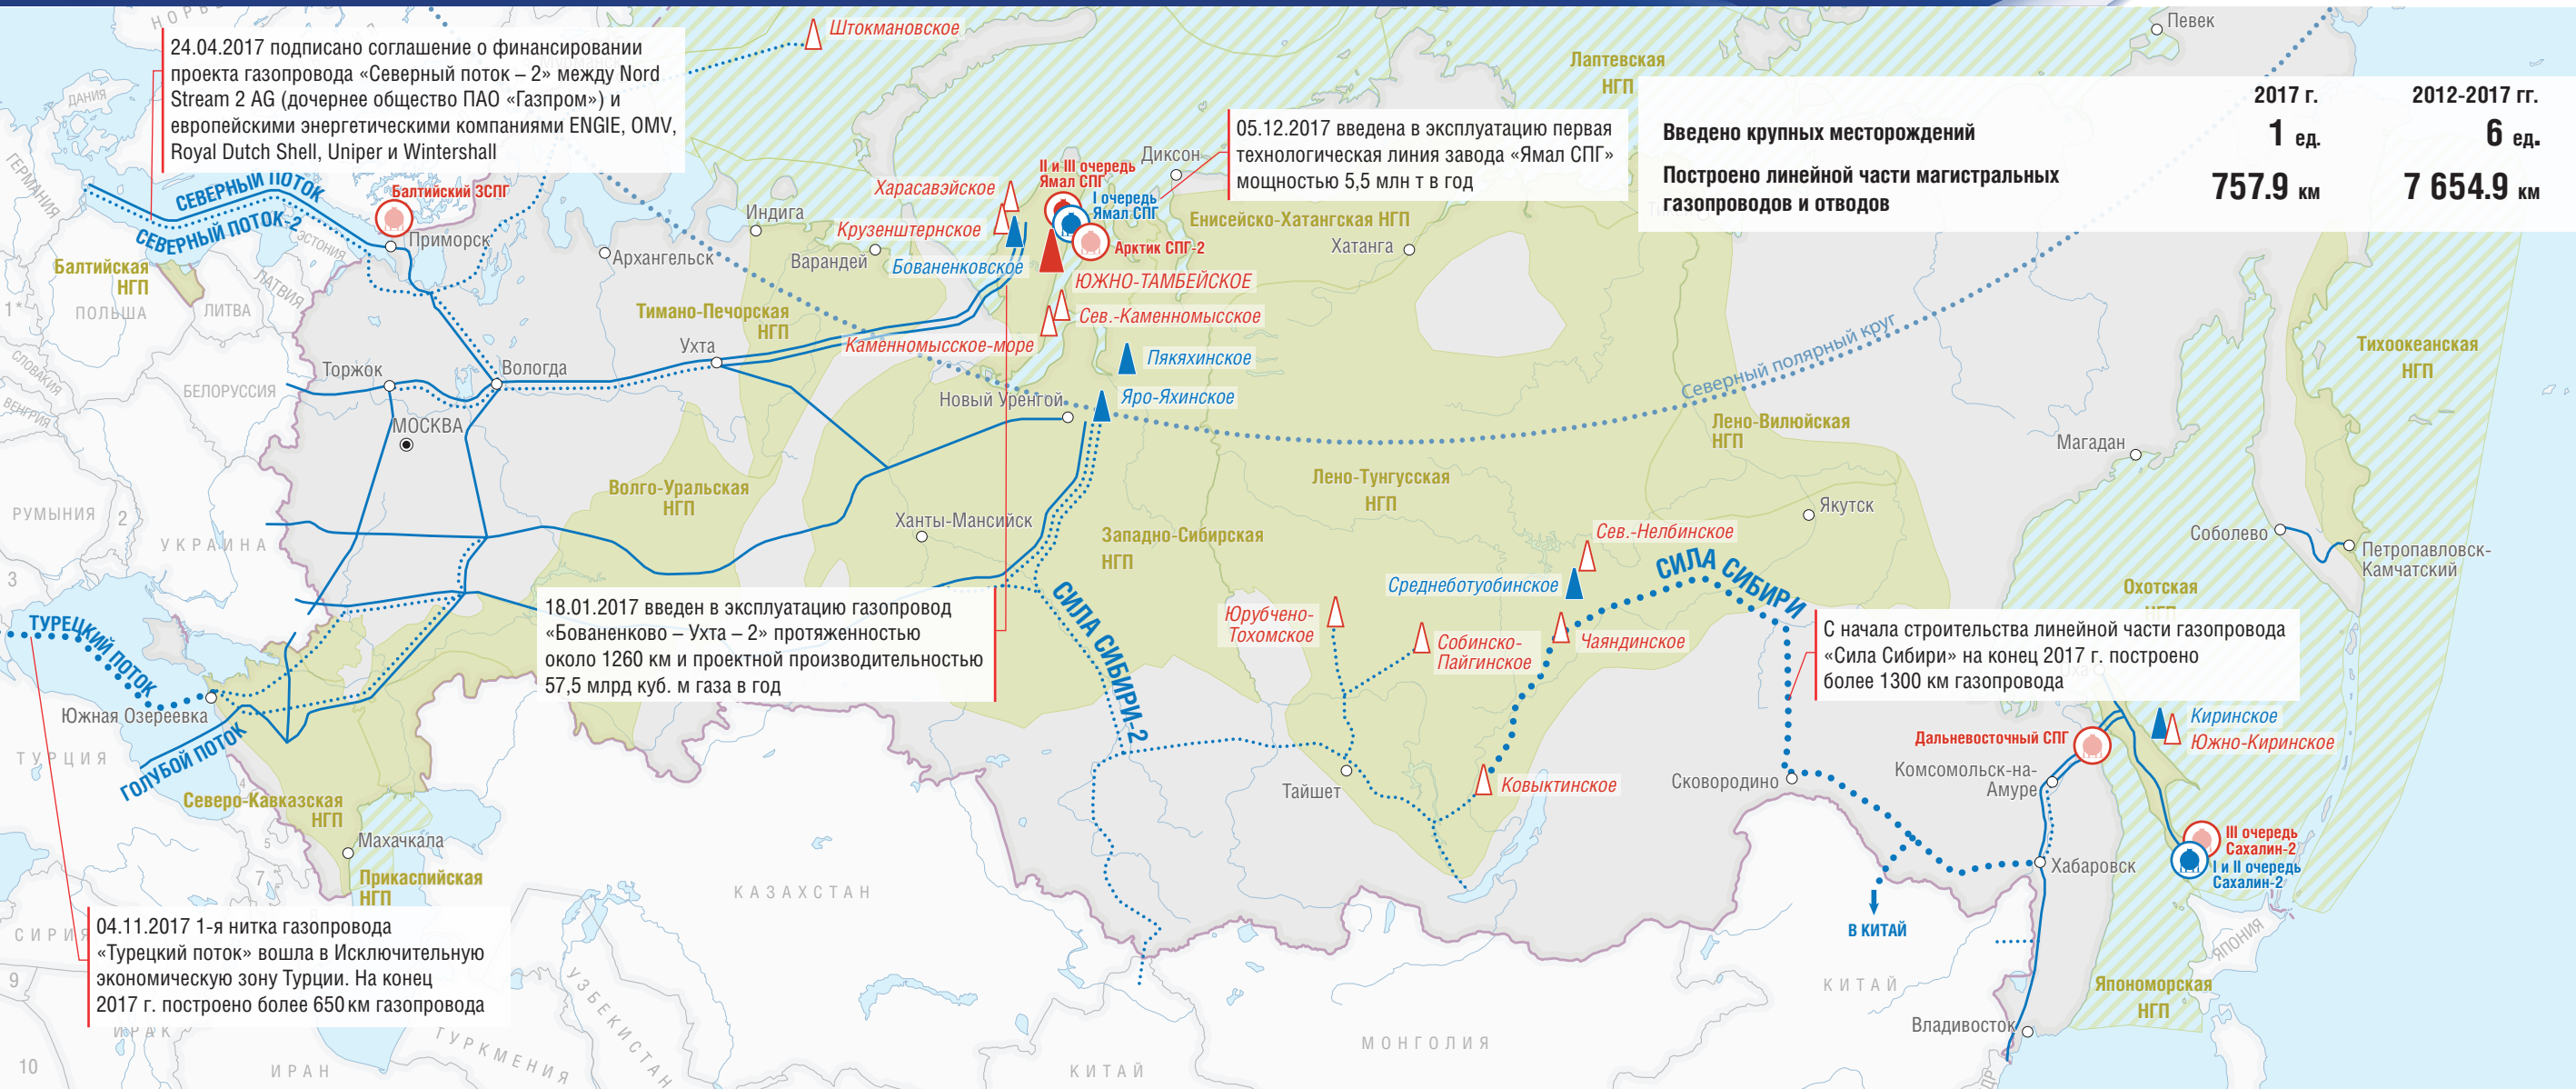 Штокмановское
Певек
24.04.2017 подписано соглашение о финансировании
проекта газопровода «Северный поток – 2» между Nord
Stream 2 AG (дочернее общество ПАО «Газпром») и
европейскими энергетическими компаниями ENGIE, OMV,
Royal Dutch Shell, Uniper и Wintershall
Лаптевская
НГП
2017 г.
2012-2017 гг.
Введено крупных месторождений
1 ед.
6 ед.
Построено линейной части магистральных
газопроводов и отводов
757.9 км
7 654.9 км
05.12.2017 введена в эксплуатацию первая
технологическая линия завода «Ямал СПГ»
мощностью 5,5 млн т в год
ДАНИЯ
ГЕРМАНИЯ
СЕВЕРНЫЙ ПОТОК
СЕВЕРНЫЙ ПОТОК-2
Балтийский ЗСПГ
Приморск
ЭСТОНИЯ
ЛАТВИЯ
ЛИТВА
Балтийская
НГП
1*
ПОЛЬША
СЛОВАКИЯ
ВЕНГРИЯ
БЕЛОРУССИЯ
РУМЫНИЯ
2
УКРАИНА
3
Архангельск
Индига
Варандей
Харасавэйское
Крузенштернское
Бованенковское
II и III очередь
Ямал СПГ
I очередь
Ямал СПГ
Арктик СПГ-2
Диксон
Енисейско-Хатангская НГП
Хатанга
ЮЖНО-ТАМБЕЙСКОЕ
Сев.-Каменномысское
Каменномысское-море
Тимано-Печорская
НГП
Ухта
Пякяхинское
Яро-Яхинское
Новый Уренгой
Торжок
Вологда
МОСКВА
Северный полярный круг
Тихоокеанская
НГП
Лено-Вилюйская
НГП
Магадан
Волго-Уральская
НГП
Ханты-Мансийск
Западно-Сибирская
НГП
Лено-Тунгусская
НГП
Якутск
Сев.-Нелбинское
Среднеботуобинское
СИЛА СИБИРИ
Соболево
Петропавловск-
Камчатский
Охотская
НГП
18.01.2017 введен в эксплуатацию газопровод
«Бованенково – Ухта – 2» протяженностью
около 1260 км и проектной производительностью
57,5 млрд куб. м газа в год
СИЛА СИБИРИ-2
Юрубчено-
Тохомское
Собинско-
Пайгинское
Чаяндинское
С начала строительства линейной части газопровода
«Сила Сибири» на конец 2017 г. построено
более 1300 км газопровода
ТУРЕЦКИЙ ПОТОК
Южная Озереевка
ГОЛУБОЙ ПОТОК
ТУРЦИЯ
Северо-Кавказская
НГП
4
5
7
Махачкала
Прикаспийская
НГП
Тайшет
Ковыктинское
Сковородино
Киринское
Южно-Киринское
Дальневосточный СПГ
Комсомольск-на-
Амуре
III очередь
Сахалин-2
I и II очередь
Сахалин-2
Хабаровск
В КИТАЙ
04.11.2017 1-я нитка газопровода
«Турецкий поток» вошла в Исключительную
экономическую зону Турции. На конец
2017 г. построено более 650 км газопровода
СИРИЯ
9
ИРАК
10
ИРАН
КАЗАХСТАН
УЗБЕКИСТАН
ТУРКМЕНИЯ
КИТАЙ
МОНГОЛИЯ
КИТАЙ
ЯПОНИЯ
Япономорская
НГП
Владивосток